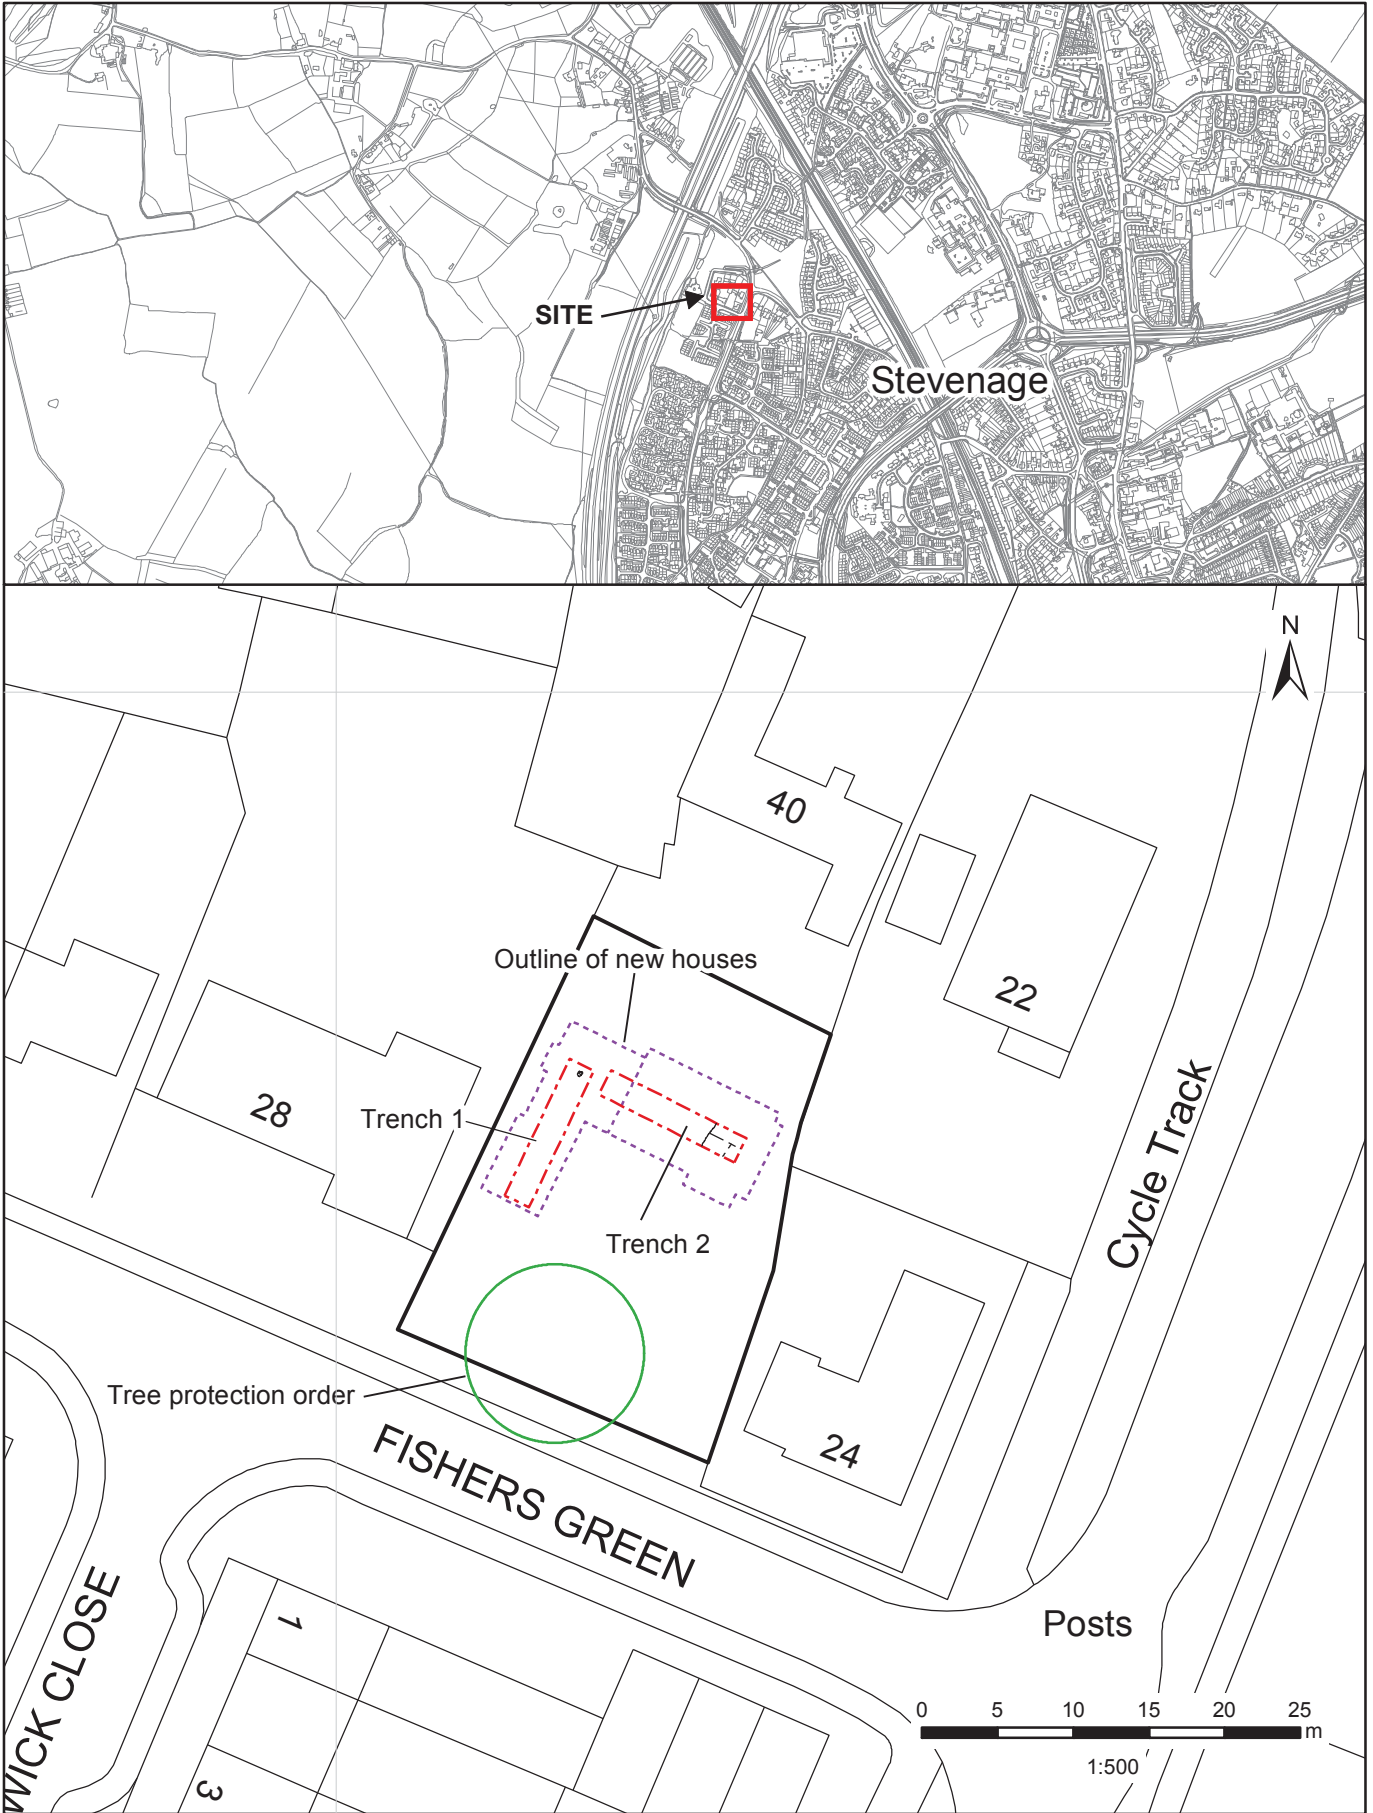 SITE
Stevenage
N
40
Outline of new houses
22
28
Trench 1
Cycle Track
Trench 2
Tree protection order
24
FISHERS GREEN
WICK CLOSE
1
Posts
3
0 5 10 15 20 25
m
1:500